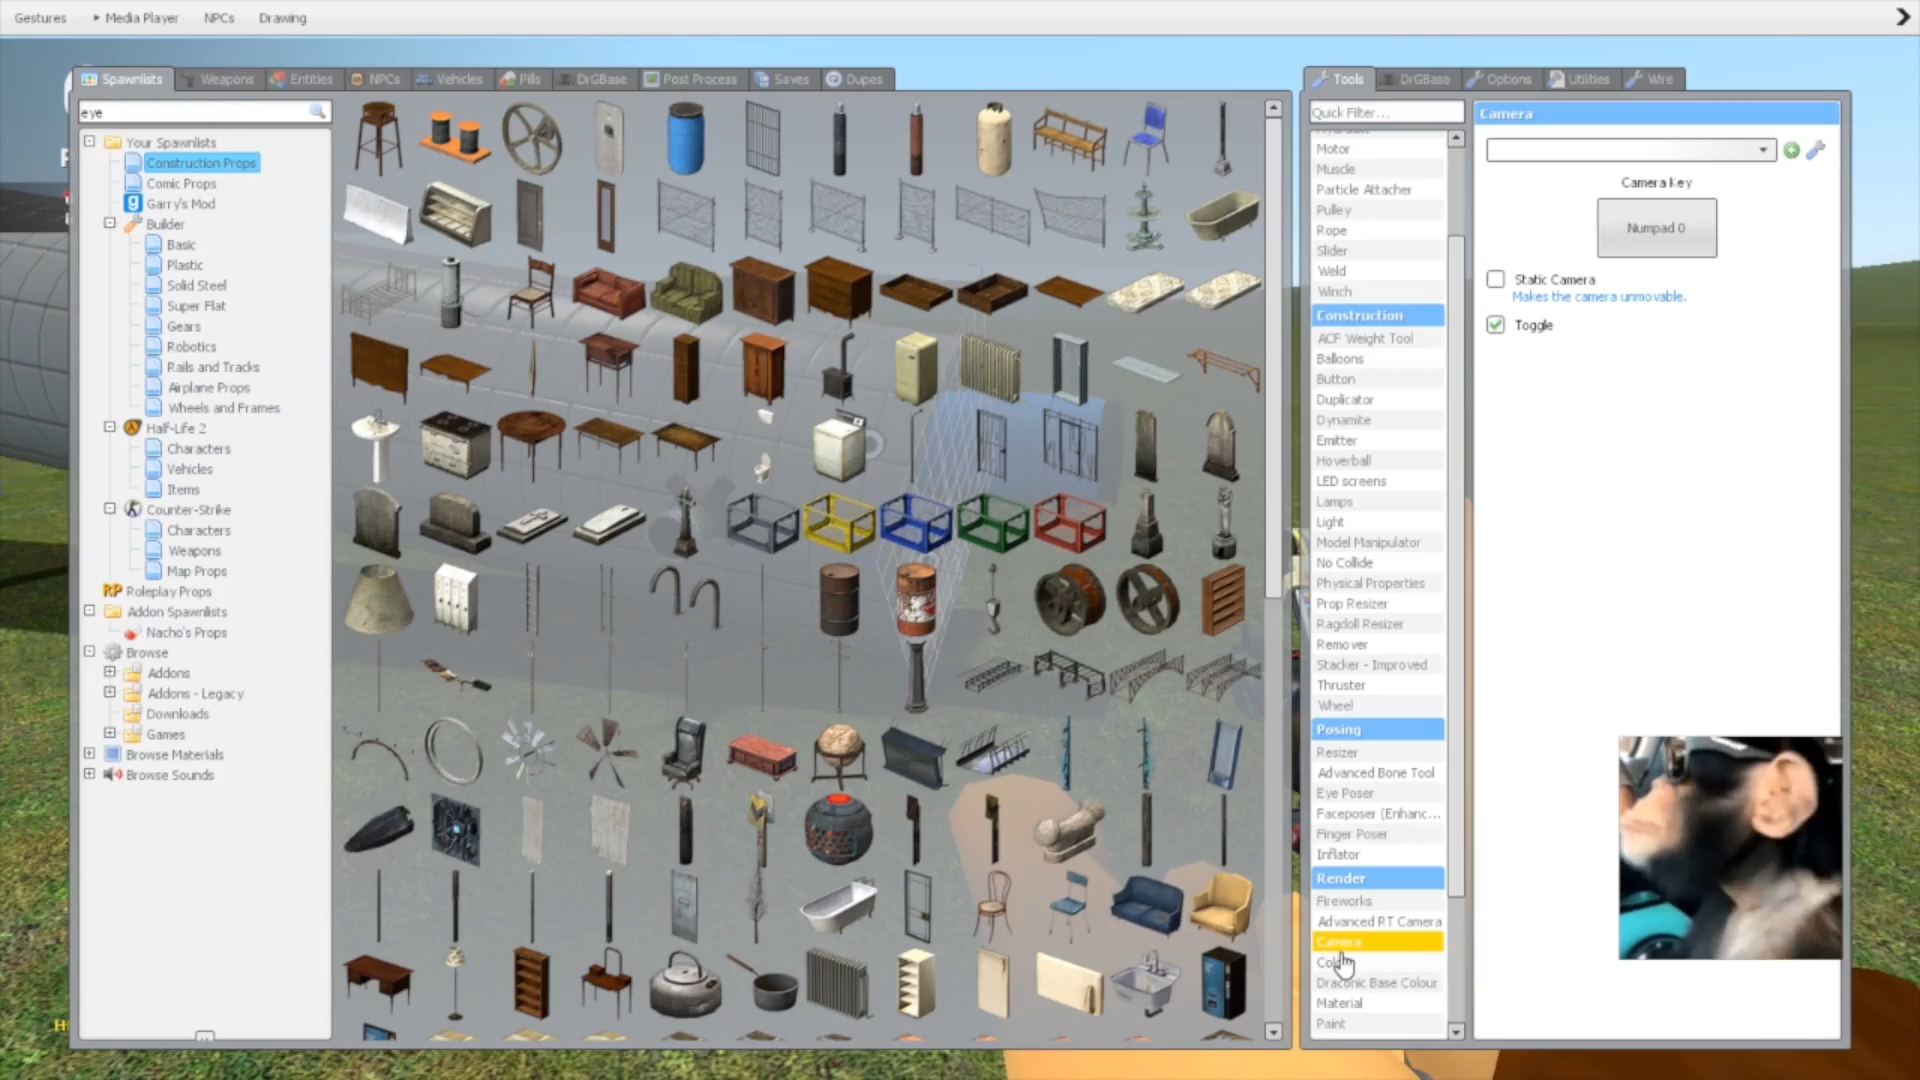 Gestures
Media Player
NPCs
Drawing
Spawnlists
Weapons
Entities
NPCs
Vehicles
Pills
DrGBase
Post Process
Saves
Dupes
eye
Your Spawnlists
Construction Props
Comic Props
Garry's Mod
Builder
Basic
Plastic
Solid Steel
Super Flat
Gears
Robotics
Rails and Tracks
Airplane Props
Wheels and Frames
Half-Life 2
Characters
Vehicles
Items
Counter-Strike
Characters
Weapons
Map Props
RP Roleplay Props
Addon Spawnlists
Nacho's Props
Browse
Addons
Addons - Legacy
Downloads
Games
Browse Materials
Browse Sounds
Tools
DrGBase
Options
Utilities
Wire
Quick Filter...
Motor
Muscle
Particle Attacher
Pulley
Rope
Slider
Weld
Winch
Construction
ACF Weight Tool
Balloons
Button
Duplicator
Dynamite
Emitter
Hoverball
LED screens
Lamps
Light
Model Manipulator
No Collide
Physical Properties
Prop Resizer
Ragdoll Resizer
Remover
Stacker - Improved
Thruster
Wheel
Posing
Resizer
Advanced Bone Tool
Eye Poser
Faceposer (Enhanc...
Finger Poser
Inflator
Render
Fireworks
Advanced RT Camera
Camera
Draconic Base Colour
Material
Paint
Camera
Camera Key
Numpad 0
Static Camera
Makes the camera unmovable.
Toggle